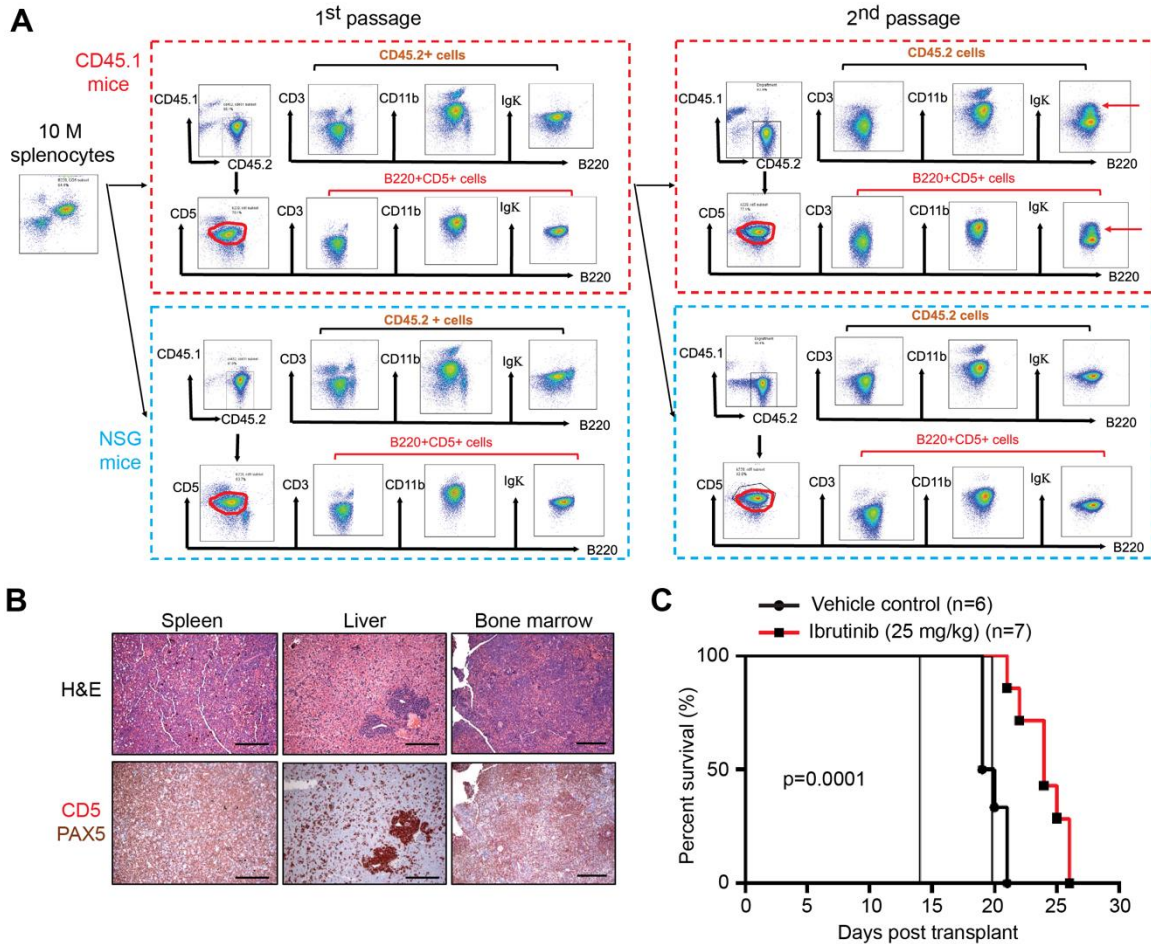 A
1st passage
2nd passage
CD45.1
mice
10 M
splenocytes
CD45.2+ cells
CD45.1
CD3
CD11b
IgK
CD45.2
B220
B220+CD5+ cells
CD5
CD3
CD11b
IgK
B220
CD45.2 cells
CD45.1
CD3
CD11b
IgK
CD45.2
B220
B220+CD5+ cells
CD5
CD3
CD11b
IgK
B220
NSG
mice
CD45.2 + cells
CD45.1
CD3
CD11b
IgK
CD45.2
B220+CD5+ cells
CD5
CD3
CD11b
IgK
B220
CD45.2 cells
CD45.1
CD3
CD11b
IgK
CD45.2
B220+CD5+ cells
CD5
CD3
CD11b
IgK
B220
B
Spleen
Liver
Bone marrow
H&E
CD5
PAX5
C
Vehicle control (n=6)
Ibrutinib (25 mg/kg) (n=7)
Percent survival (%)
100
50
0
p=0.0001
0
5
10
15
20
25
30
Days post transplant